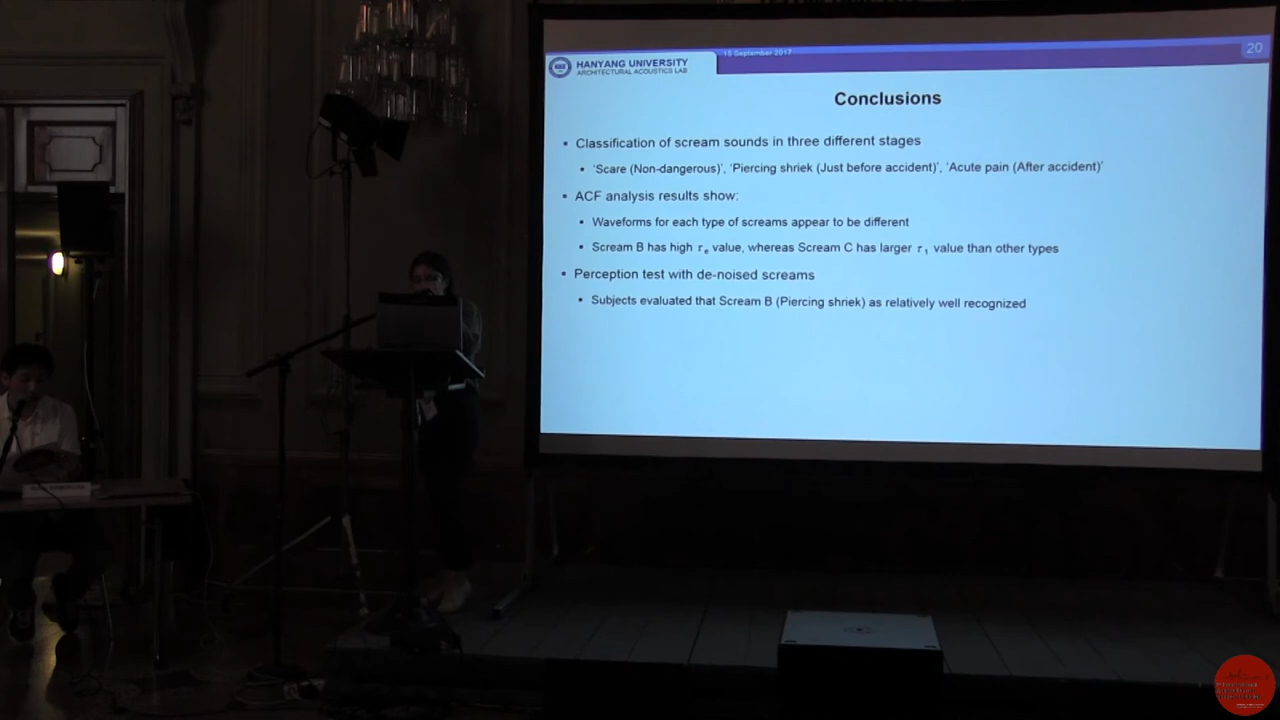 15 September 2017
20
HANYANG UNIVERSITY
ARCHITECTURAL ACOUSTICS LAB
Conclusions
▪ Classification of scream sounds in three different stages
• ‘Scare (Non-dangerous)’, ‘Piercing shriek (Just before accident)’, ‘Acute pain (After accident)’
▪ ACF analysis results show:
• Waveforms for each type of screams appear to be different
• Scream B has high τe value, whereas Scream C has larger τ1 value than other types
▪ Perception test with de-noised screams
• Subjects evaluated that Scream B (Piercing shriek) as relatively well recognized